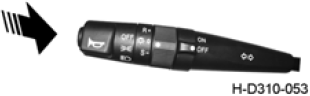 R+
OFF
S-
ON
OFF
H-D310-053